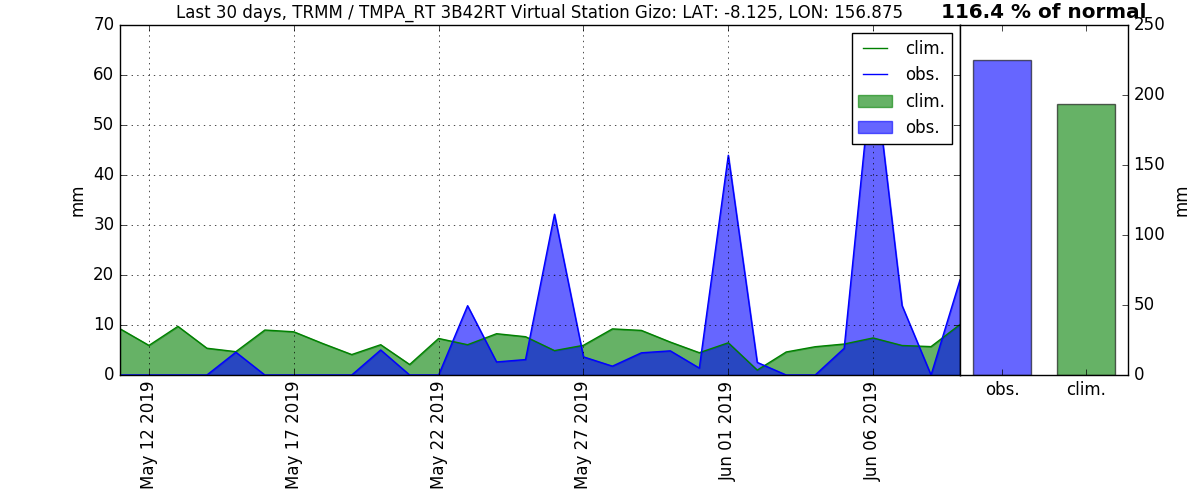 Last 30 days, TRMM / TMPA_RT 3B42RT Virtual Station Gizo: LAT: -8.125, LON: 156.875
116.4 % of normal
70
60
50
40
30
20
10
0
mm
clim.
obs.
clim.
obs.
May 12 2019
May 17 2019
May 22 2019
May 27 2019
Jun 01 2019
Jun 06 2019
250
200
150
100
50
0
mm
obs.
clim.